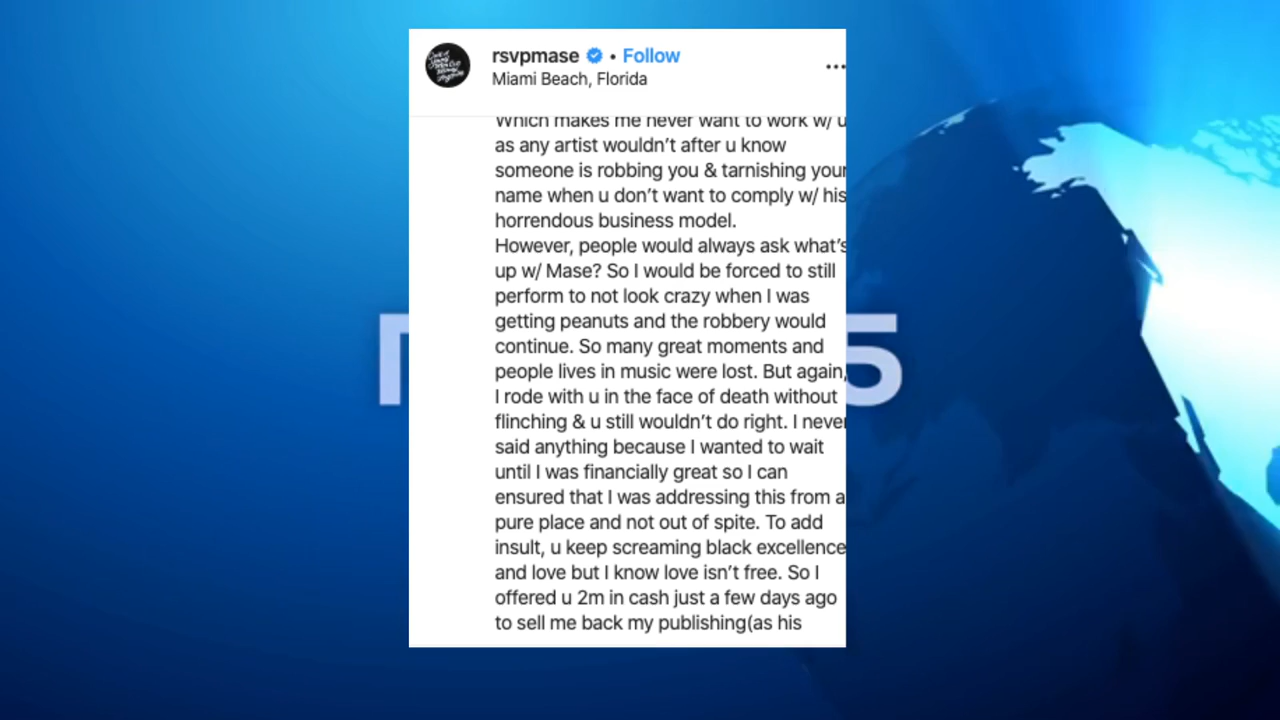 rsvpmase • Follow
Miami Beach, Florida
Which makes me never want to work w/ u
as any artist wouldn’t after u know
someone is robbing you & tarnishing your
name when u don’t want to comply w/ his
horrendous business model.
However, people would always ask what’s
up w/ Mase? So I would be forced to still
perform to not look crazy when I was
getting peanuts and the robbery would
continue. So many great moments and
people lives in music were lost. But again,
I rode with u in the face of death without
flinching & u still wouldn’t do right. I never
said anything because I wanted to wait
until I was financially great so I can
ensured that I was addressing this from a
pure place and not out of spite. To add
insult, u keep screaming black excellence
and love but I know love isn’t free. So I
offered u 2m in cash just a few days ago
to sell me back my publishing(as his